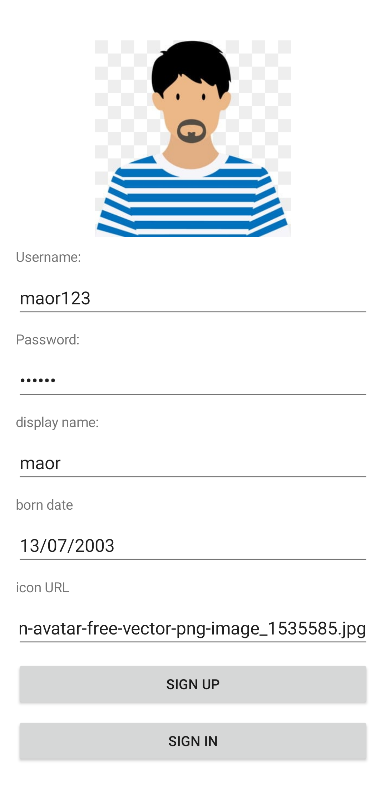 Username:
maor123
Password:
••••••
display name:
maor
born date
13/07/2003
icon URL
n-avatar-free-vector-png-image_1535585.jpg
SIGN UP
SIGN IN